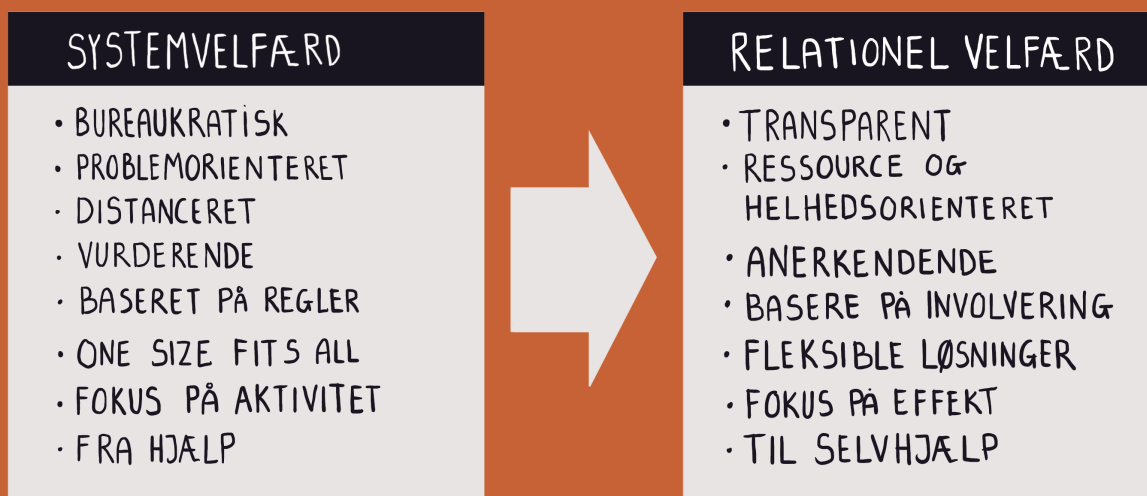 SYSTEMVELFÆRD
• BUREAUKRATISK
• PROBLEMORIENTERET
• DISTANCERET
• VURDERENDE
• BASERET PÅ REGLER
• ONE SIZE FITS ALL
• FOKUS PÅ AKTIVITET
• FRA HJÆLP
RELATIONEL VELFÆRD
• TRANSPARENT
• RESSOURCE OG
HELHEDSORIENTERET
• ANERKENDENDE
• BASERE PÅ INVOLVERING
• FLEKSIBLE LØSNINGER
• FOKUS PÅ EFFEKT
• TIL SELVHJÆLP